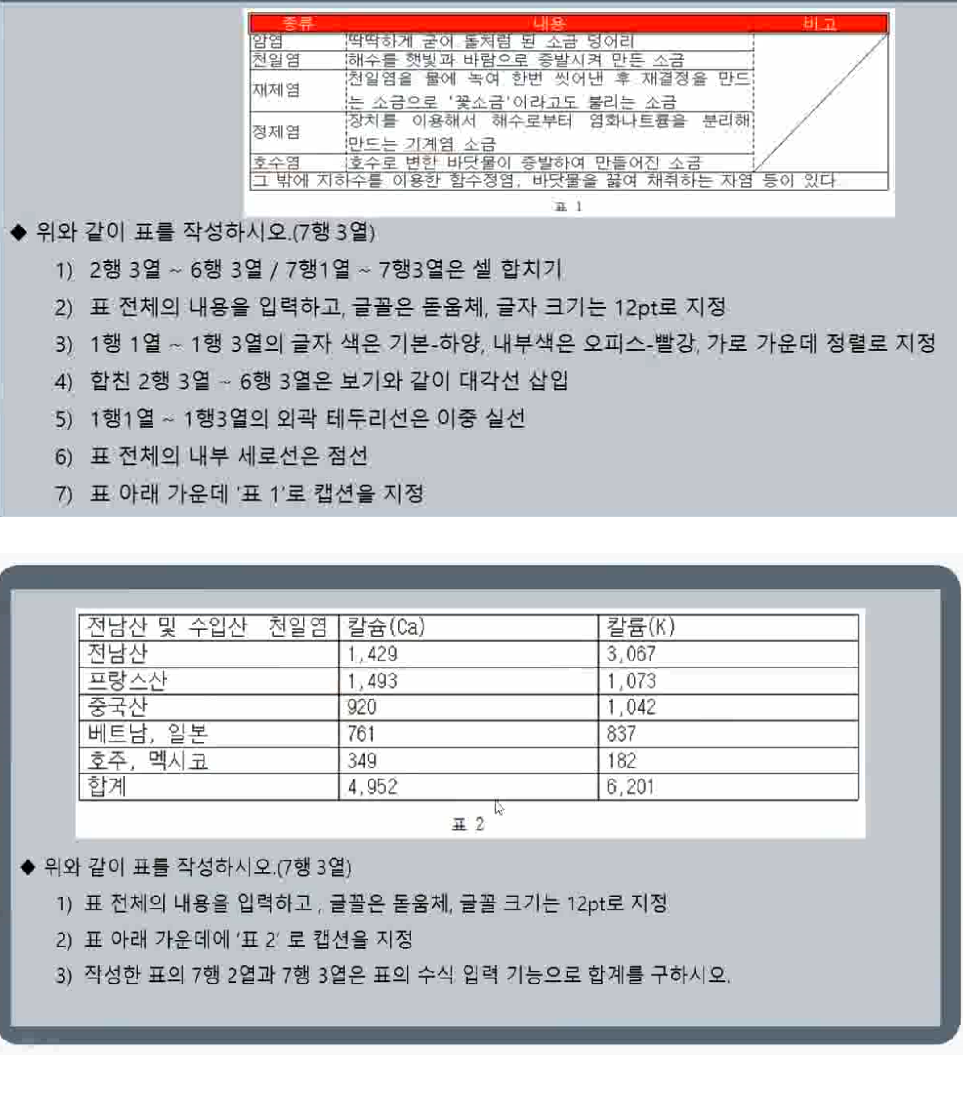 종류 내용 비고
암염 딱딱하게 굳어 돌처럼 된 소금 덩어리
천일염 해수를 햇빛과 바람으로 증발시켜 만든 소금
재제염 천일염을 물에 녹여 한번 씻어낸 후 재결정을 만드
는 소금으로 '꽃소금'이라고도 불리는 소금
정제염 장치를 이용해서 해수로부터 염화나트륨을 분리해
만드는 기계염 소금
호수염 호수로 변한 바닷물이 증발하여 만들어진 소금
그 밖에 지하수를 이용한 함수정염, 바닷물을 끓여 채취하는 자염 등이 있다
표 1
◆ 위와 같이 표를 작성하시오.(7행 3열)
1) 2행 3열 ~ 6행 3열 / 7행1열 ~ 7행3열은 셀 합치기
2) 표 전체의 내용을 입력하고, 글꼴은 돋움체, 글자 크기는 12pt로 지정
3) 1행 1열 ~ 1행 3열의 글자 색은 기본-하양, 내부색은 오피스-빨강, 가로 가운데 정렬로 지정
4) 합친 2행 3열 ~ 6행 3열은 보기와 같이 대각선 삽입
5) 1행1열 ~ 1행3열의 외곽 테두리선은 이중 실선
6) 표 전체의 내부 세로선은 점선
7) 표 아래 가운데 '표 1'로 캡션을 지정
전남산 및 수입산 천일염 칼슘(Ca) 칼륨(K)
전남산 1,429 3,067
프랑스산 1,493 1,073
중국산 920 1,042
베트남, 일본 761 837
호주, 멕시코 349 182
합계 4,952 6,201
표 2
◆ 위와 같이 표를 작성하시오.(7행 3열)
1) 표 전체의 내용을 입력하고 , 글꼴은 돋움체, 글꼴 크기는 12pt로 지정
2) 표 아래 가운데에 '표 2' 로 캡션을 지정
3) 작성한 표의 7행 2열과 7행 3열은 표의 수식 입력 기능으로 합계를 구하시오.